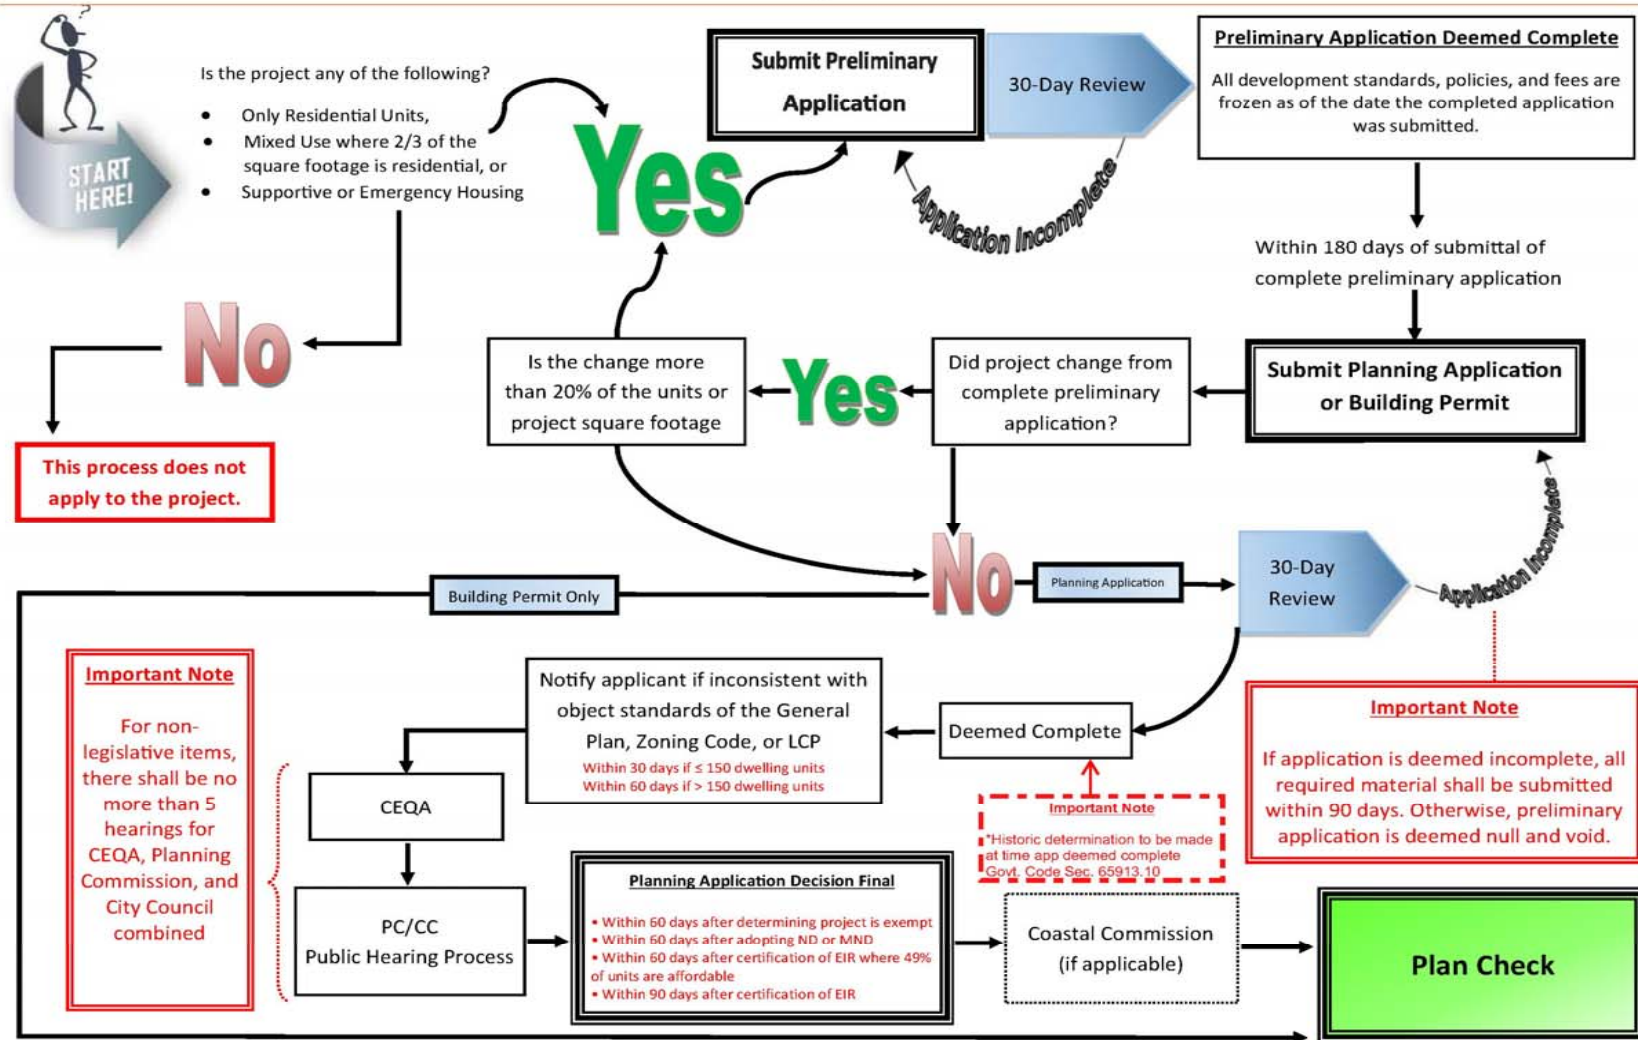 ?
START
HERE!
Is the project any of the following?
• Only Residential Units,
• Mixed Use where 2/3 of the
square footage is residential, or
• Supportive or Emergency Housing
Yes
Submit Preliminary
Application
30-Day Review
Application Incomplete
Preliminary Application Deemed Complete
All development standards, policies, and fees are
frozen as of the date the completed application
was submitted.
Within 180 days of submittal of
complete preliminary application
No
This process does not
apply to the project.
Submit Planning Application
or Building Permit
Did project change from
complete preliminary
application?
Yes
Is the change more
than 20% of the units or
project square footage
No
Building Permit Only
Planning Application
30-Day
Review
Application Incomplete
Important Note
If application is deemed incomplete, all
required material shall be submitted
within 90 days. Otherwise, preliminary
application is deemed null and void.
Deemed Complete
Important Note
*Historic determination to be made
at time app deemed complete
Govt. Code Sec. 65913.10
Notify applicant if inconsistent with
object standards of the General
Plan, Zoning Code, or LCP
Within 30 days if ≤ 150 dwelling units
Within 60 days if > 150 dwelling units
Important Note
For non-
legislative items,
there shall be no
more than 5
hearings for
CEQA, Planning
Commission, and
City Council
combined
CEQA
PC/CC
Public Hearing Process
Planning Application Decision Final
• Within 60 days after determining project is exempt
• Within 60 days after adopting ND or MND
• Within 60 days after certification of EIR where 49%
of units are affordable
• Within 90 days after certification of EIR
Coastal Commission
(if applicable)
Plan Check